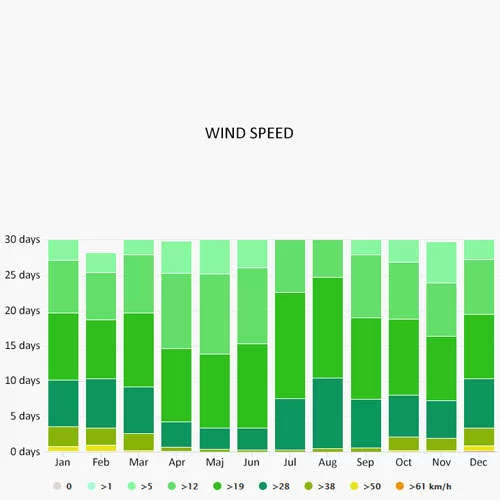 WIND SPEED
30 days
25 days
20 days
15 days
10 days
5 days
0 days
Jan Feb Mar Apr Maj Jun Jul Aug Sep Oct Nov Dec
0 >1 >5 >12 >19 >28 >38 >50 >61 km/h